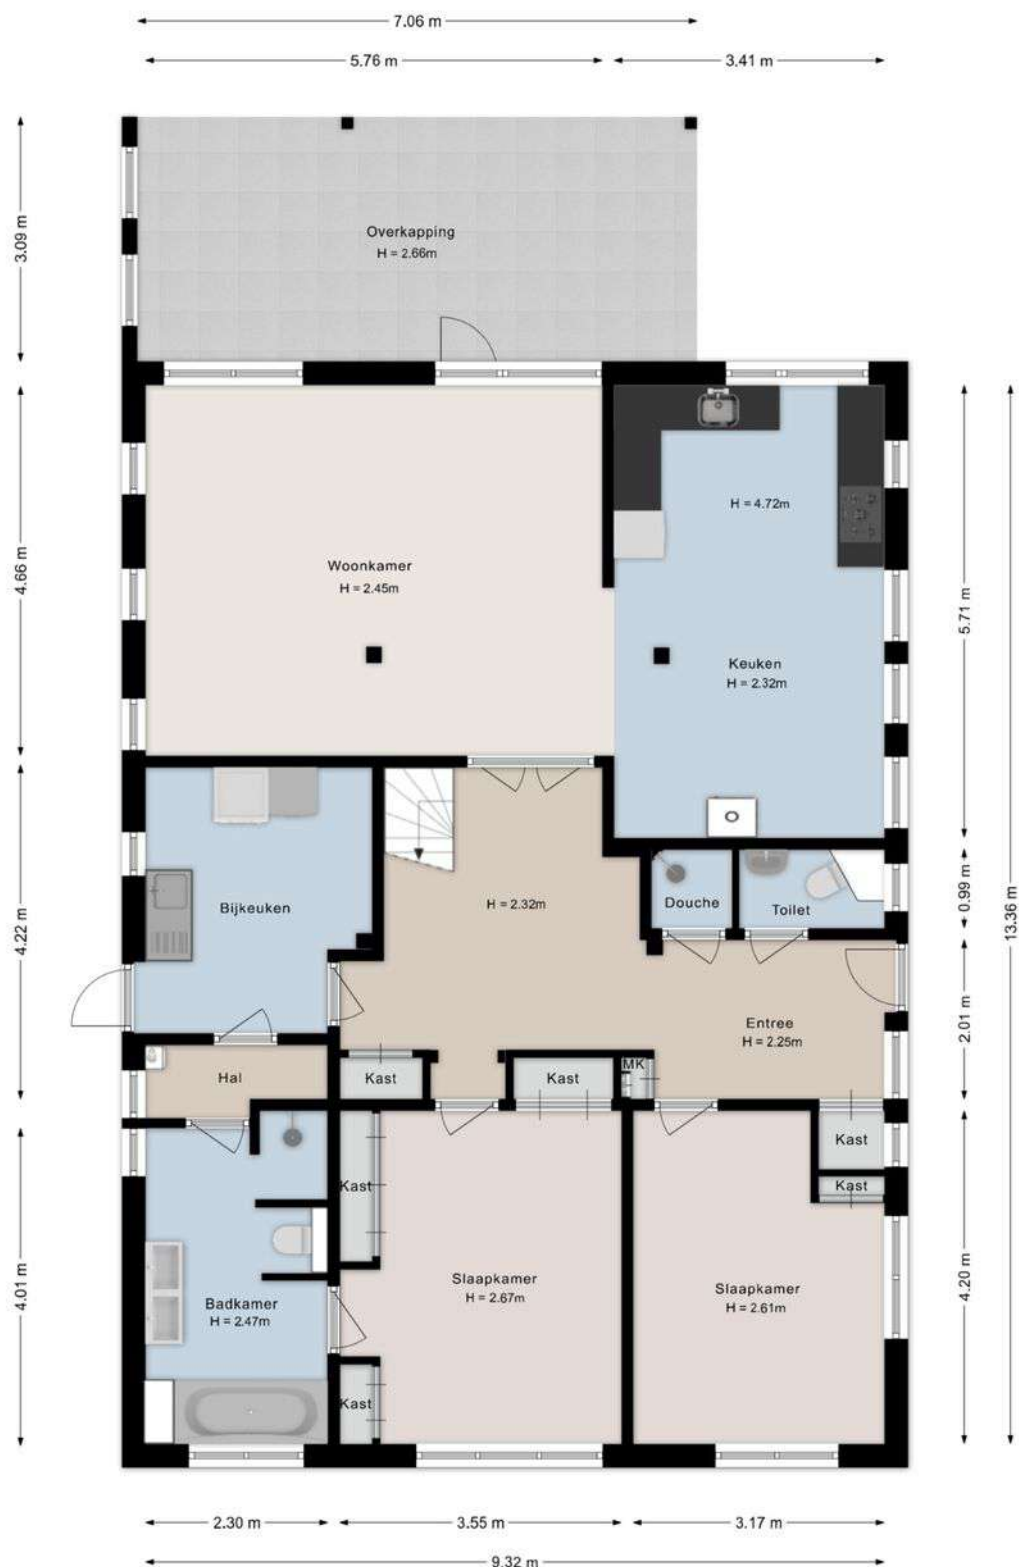 7.06 m
5.76 m
3.41 m
3.09 m
Overkapping
H = 2.66m
4.66 m
H = 4.72m
Woonkamer
H = 2.45m
5.71 m
Keuken
H = 2.32m
13.36 m
4.22 m
Bijkeuken
H = 2.32m
Douche
Toilet
0.99 m
Entree
H = 2.25m
2.01 m
Hal
Kast
Kast
MK
Kast
Kast
Kast
4.01 m
Badkamer
H = 2.47m
Slaapkamer
H = 2.67m
Slaapkamer
H = 2.61m
4.20 m
Kast
2.30 m
3.55 m
3.17 m
9.32 m